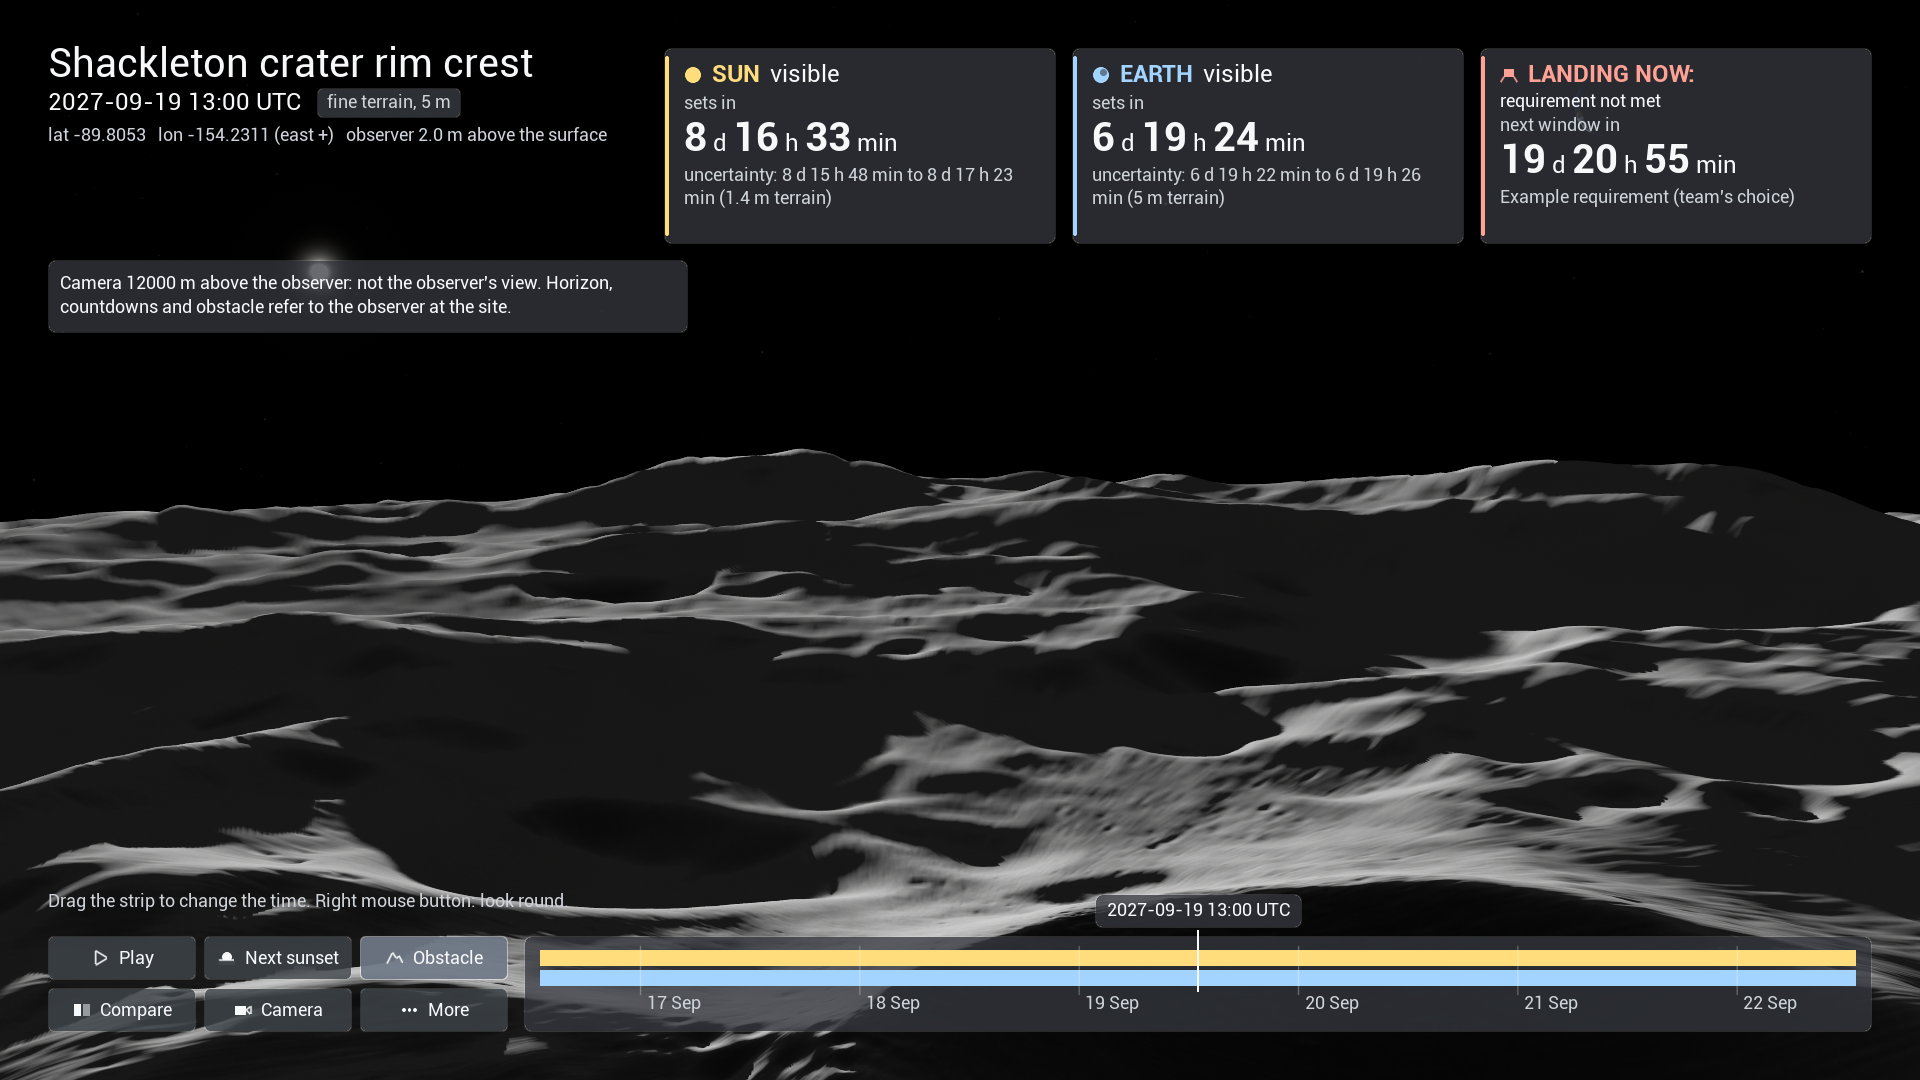 Shackleton crater rim crest
2027-09-19 13:00 UTC fine terrain, 5 m
lat -89.8053 lon -154.2311 (east +) observer 2.0 m above the surface
SUN visible
sets in
8 d 16 h 33 min
uncertainty: 8 d 15 h 48 min to 8 d 17 h 23
min (1.4 m terrain)
EARTH visible
sets in
6 d 19 h 24 min
uncertainty: 6 d 19 h 22 min to 6 d 19 h 26
min (5 m terrain)
LANDING NOW:
requirement not met
next window in
19 d 20 h 55 min
Example requirement (team's choice)
Camera 12000 m above the observer: not the observer's view. Horizon,
countdowns and obstacle refer to the observer at the site.
Drag the strip to change the time. Right mouse button: look round.
2027-09-19 13:00 UTC
Play Next sunset Obstacle
Compare Camera More
17 Sep 18 Sep 19 Sep 20 Sep 21 Sep 22 Sep